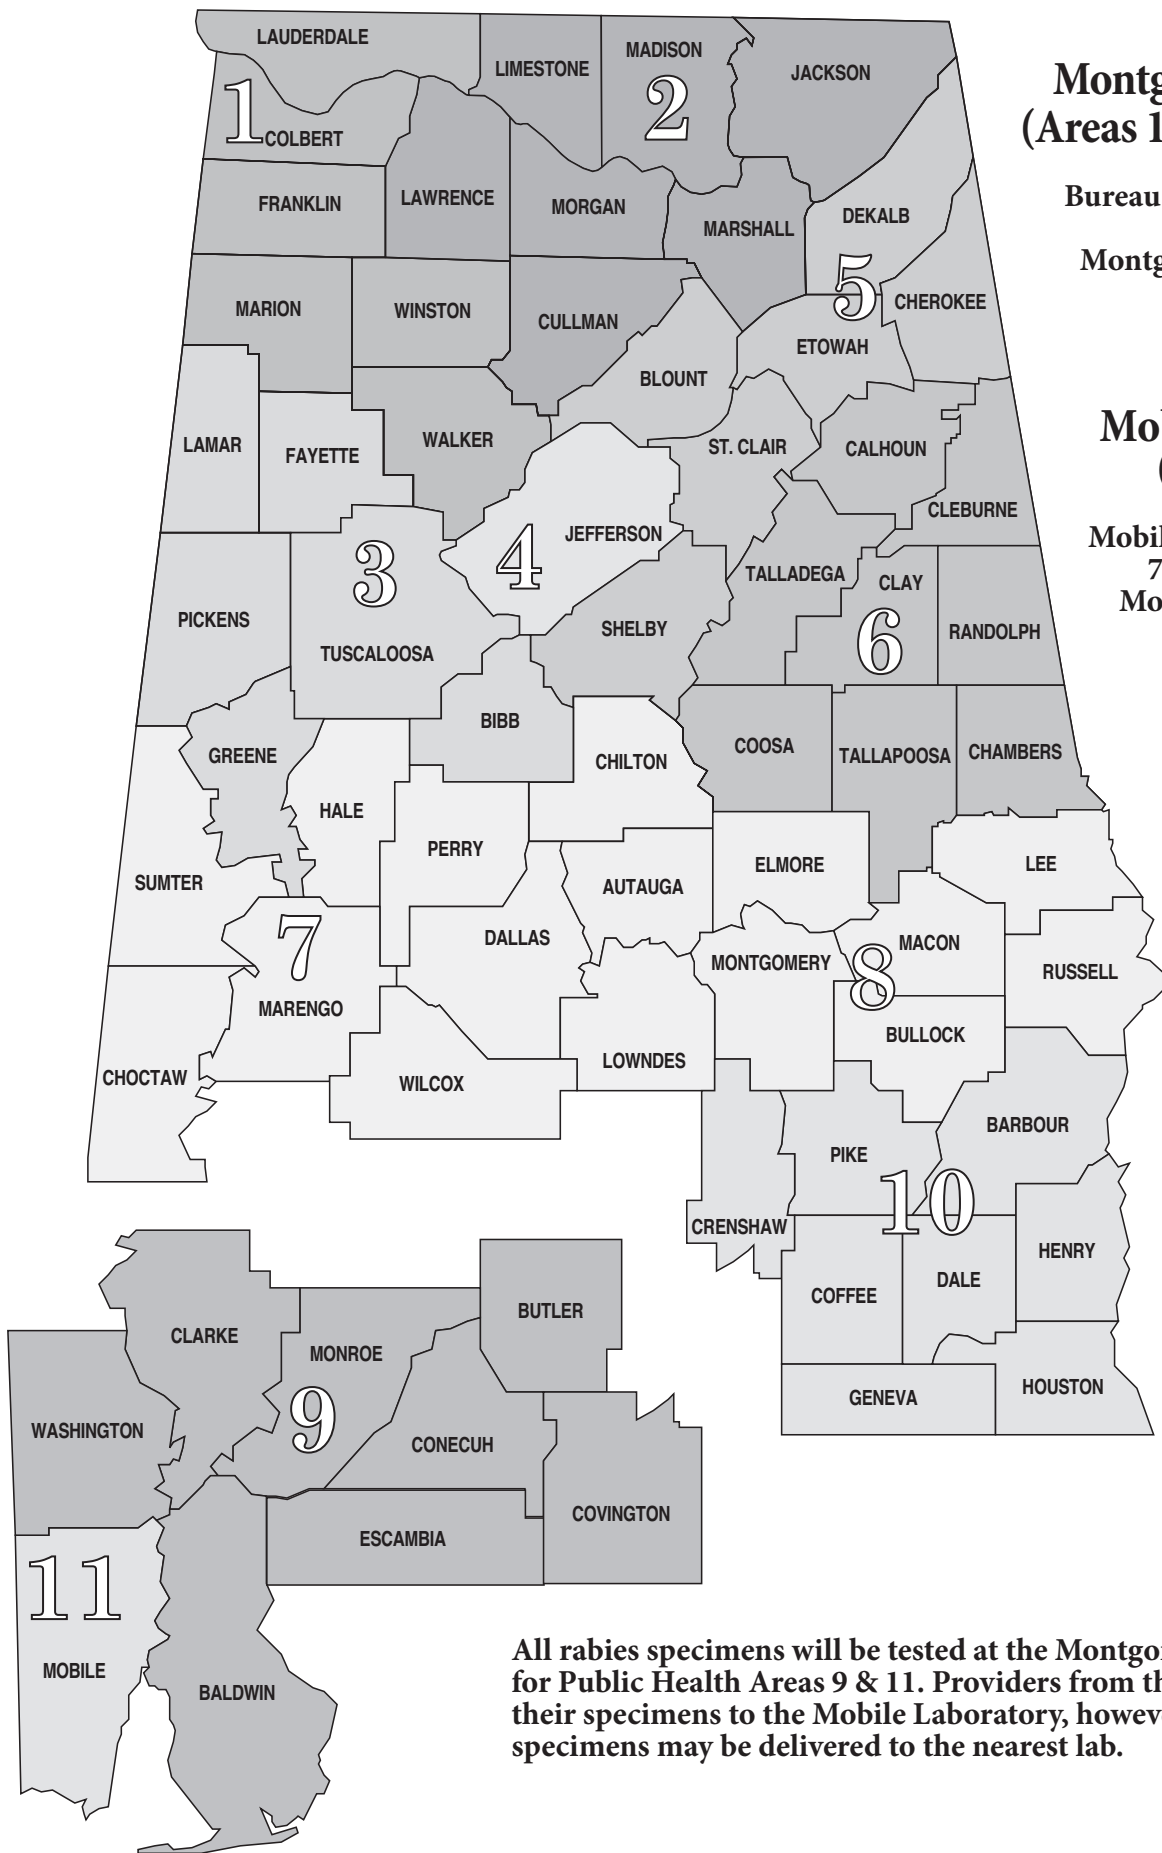 LAUDERDALE
LIMESTONE
MADISON
JACKSON
1
2
COLBERT
FRANKLIN
LAWRENCE
MORGAN
MARSHALL
DEKALB
5
MARION
WINSTON
CULLMAN
CHEROKEE
ETOWAH
BLOUNT
LAMAR
FAYETTE
WALKER
ST. CLAIR
CALHOUN
CLEBURNE
3
4
JEFFERSON
TALLADEGA
CLAY
PICKENS
TUSCALOOSA
SHELBY
6
RANDOLPH
BIBB
GREENE
CHILTON
COOSA
TALLAPOOSA
CHAMBERS
HALE
PERRY
ELMORE
LEE
SUMTER
AUTAUGA
7
DALLAS
MONTGOMERY
8
MACON
RUSSELL
MARENGO
BULLOCK
CHOCTAW
WILCOX
LOWNDES
BARBOUR
PIKE
10
CRENSHAW
HENRY
COFFEE
DALE
GENEVA
HOUSTON
CLARKE
BUTLER
MONROE
9
WASHINGTON
CONECUH
COVINGTON
ESCAMBIA
11
MOBILE
BALDWIN
Montg
(Areas 1
Bureau
Montg
Mo
(
Mobil
7
Mo
All rabies specimens will be tested at the Montgo
for Public Health Areas 9 & 11. Providers from th
their specimens to the Mobile Laboratory, howev
specimens may be delivered to the nearest lab.